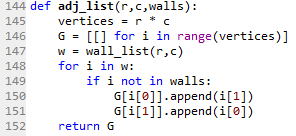 144 def adj_list(r,c,walls):
145     vertices = r * c
146     G = [[] for i in range(vertices)]
147     w = wall_list(r,c)
148     for i in w:
149         if i not in walls:
150             G[i[0]].append(i[1])
151             G[i[1]].append(i[0])
152     return G